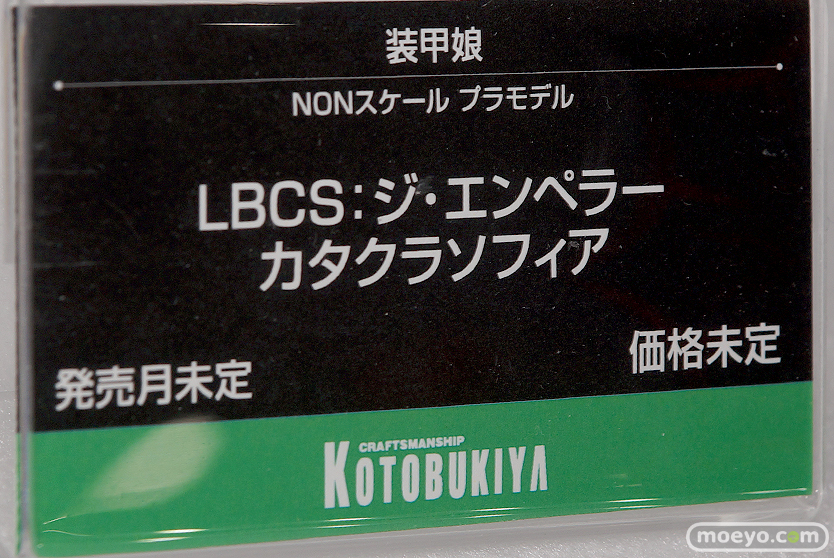 装甲娘
NONスケール プラモデル
LBCS:ジ・エンペラー
カタクラソフィア
発売月未定
価格未定
CRAFTSMANSHIP
KOTOBUKIYA
moeyo.com